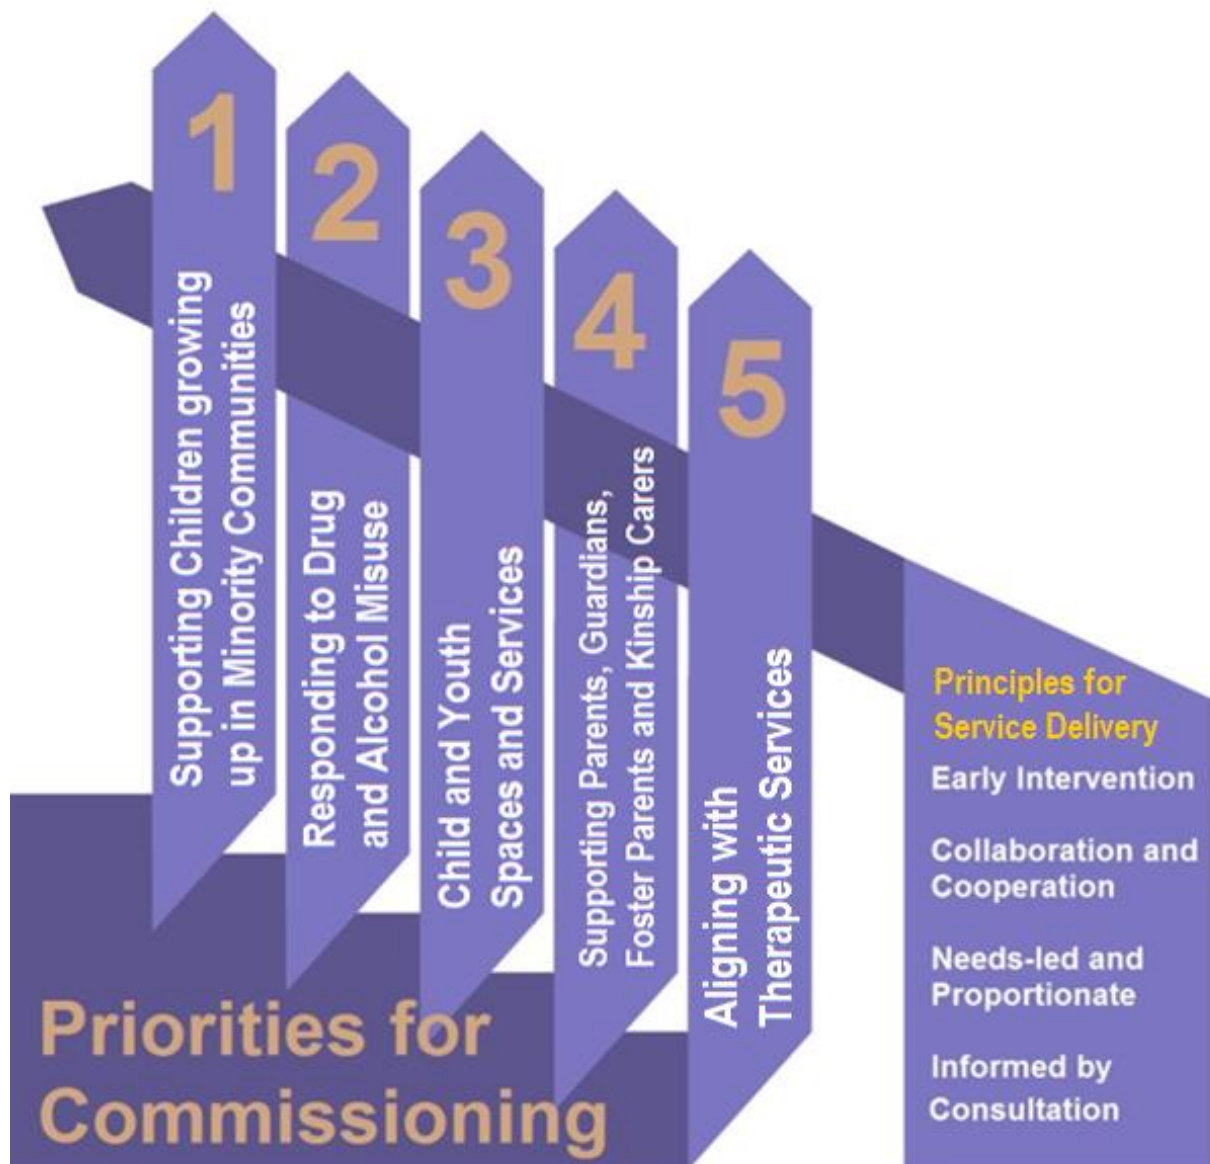 1
Supporting Children growing
up in Minority Communities
2
Responding to Drug
and Alcohol Misuse
3
Child and Youth
Spaces and Services
4
Supporting Parents, Guardians,
Foster Parents and Kinship Carers
5
Aligning with
Therapeutic Services
Priorities for
Commissioning
Principles for
Service Delivery
Early Intervention
Collaboration and
Cooperation
Needs-led and
Proportionate
Informed by
Consultation